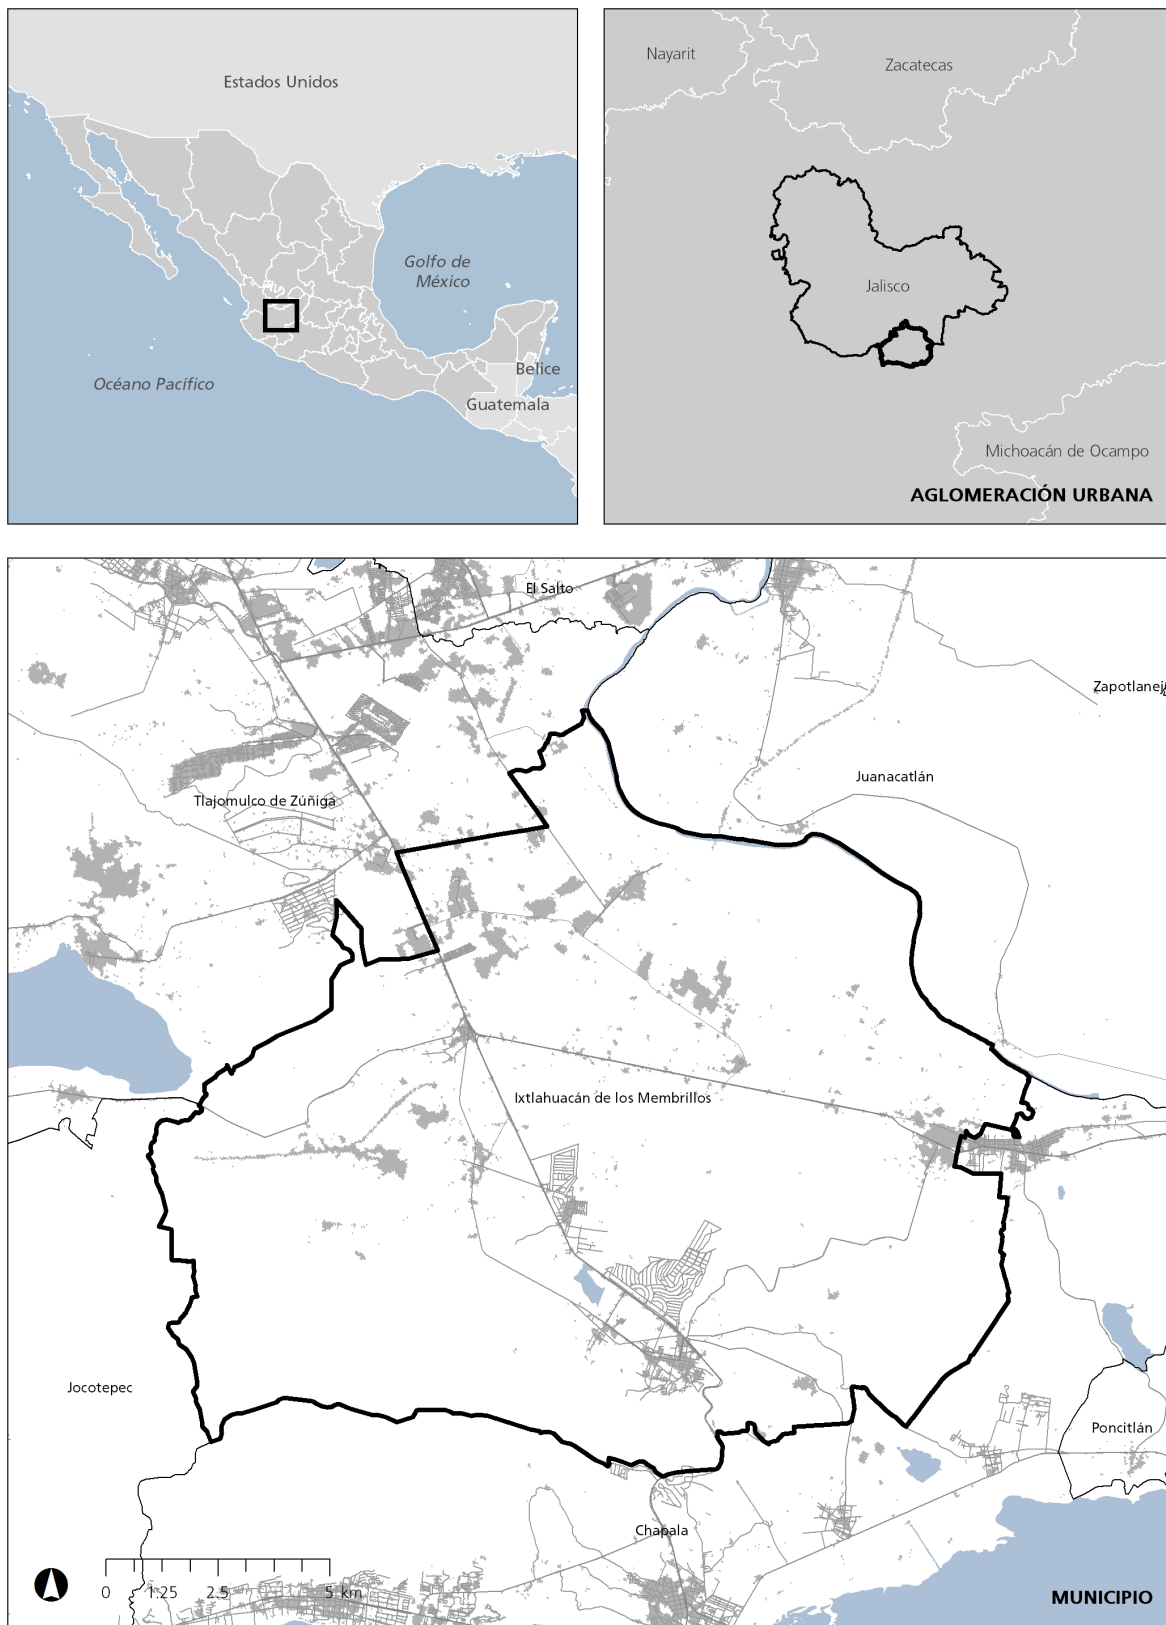 Estados Unidos
Golfo de
México
Océano Pacífico
Belice
Guatemala
Nayarit
Zacatecas
Jalisco
Michoacán de Ocampo
AGLOMERACIÓN URBANA
El Salto
Zapotlanej
Juanacatlán
Tlajomulco de Zúñiga
Ixtlahuacán de los Membrillos
Jocotepec
Poncitlán
Chapala
0 1.25 2.5 5 km
MUNICIPIO